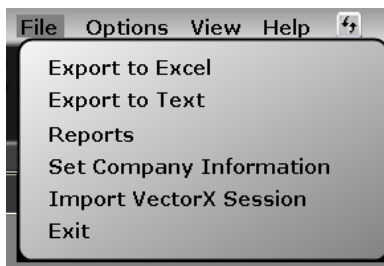 File Options View Help
Export to Excel
Export to Text
Reports
Set Company Information
Import VectorX Session
Exit